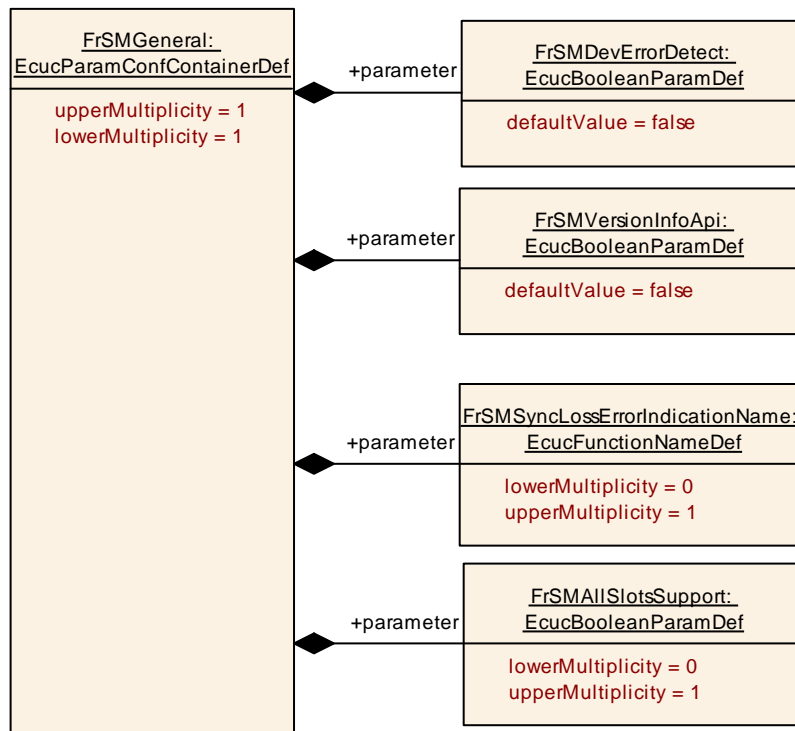 FrSMGeneral:
EcucParamConfContainerDef
upperMultiplicity = 1
lowerMultiplicity = 1
+parameter
FrSMDevErrorDetect:
EcucBooleanParamDef
defaultValue = false
+parameter
FrSMVersionInfoApi:
EcucBooleanParamDef
defaultValue = false
+parameter
FrSMSyncLossErrorIndicationName:
EcucFunctionNameDef
lowerMultiplicity = 0
upperMultiplicity = 1
+parameter
FrSMAllSlotsSupport:
EcucBooleanParamDef
lowerMultiplicity = 0
upperMultiplicity = 1